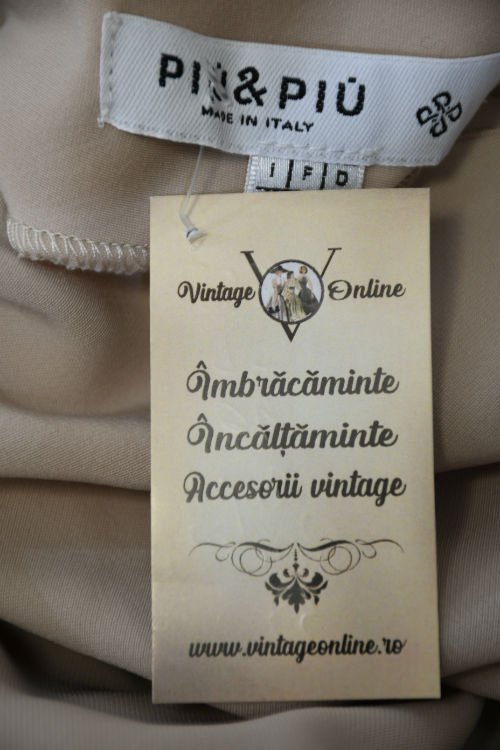 PIÙ&PIÙ
MADE IN ITALY
I F D
Vintage V Online
Îmbrăcăminte
Încălțăminte
Accesorii vintage
www.vintageonline.ro